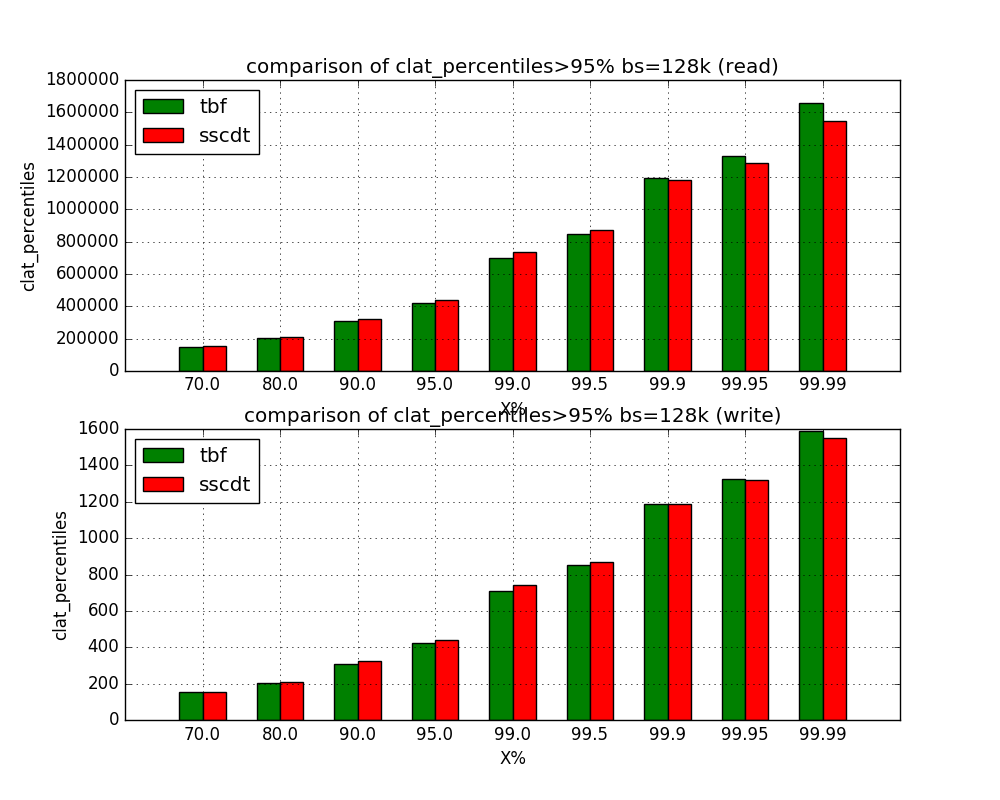 comparison of clat_percentiles>95% bs=128k (read)
1800000
1600000
1400000
1200000
1000000
800000
600000
400000
200000
0
clat_percentiles
tbf
sscdt
70.0 80.0 90.0 95.0 99.0 99.5 99.9 99.95 99.99
X%
comparison of clat_percentiles>95% bs=128k (write)
1600
1400
1200
1000
800
600
400
200
0
clat_percentiles
tbf
sscdt
70.0 80.0 90.0 95.0 99.0 99.5 99.9 99.95 99.99
X%